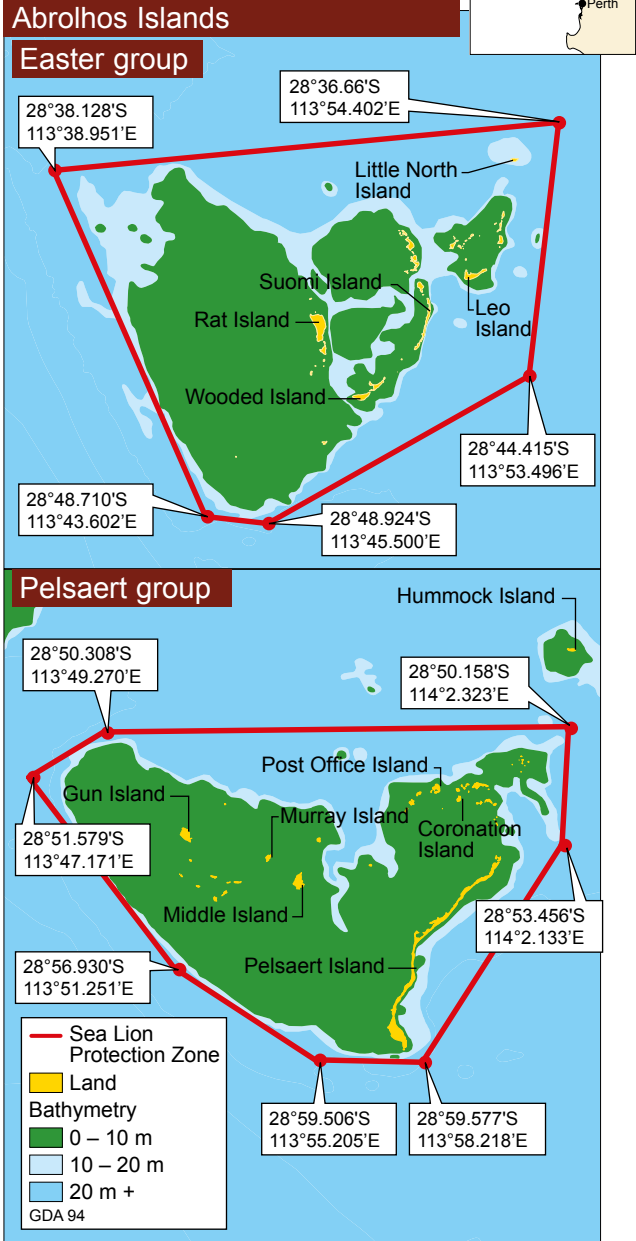 Abrolhos Islands
Perth
Easter group
28°38.128'S
113°38.951’E
28°36.66'S
113°54.402’E
Little North
Island
Suomi Island
Rat Island
Leo
Island
Wooded Island
28°44.415'S
113°53.496’E
28°48.710'S
113°43.602’E
28°48.924'S
113°45.500’E
Pelsaert group
Hummock Island
28°50.308'S
113°49.270’E
28°50.158'S
114°2.323’E
Post Office Island
Gun Island
Murray Island
Coronation
Island
28°51.579'S
113°47.171’E
Middle Island
28°53.456'S
114°2.133’E
28°56.930'S
113°51.251’E
Pelsaert Island
Sea Lion
Protection Zone
Land
Bathymetry
0 – 10 m
10 – 20 m
20 m +
GDA 94
28°59.506'S
113°55.205’E
28°59.577'S
113°58.218’E